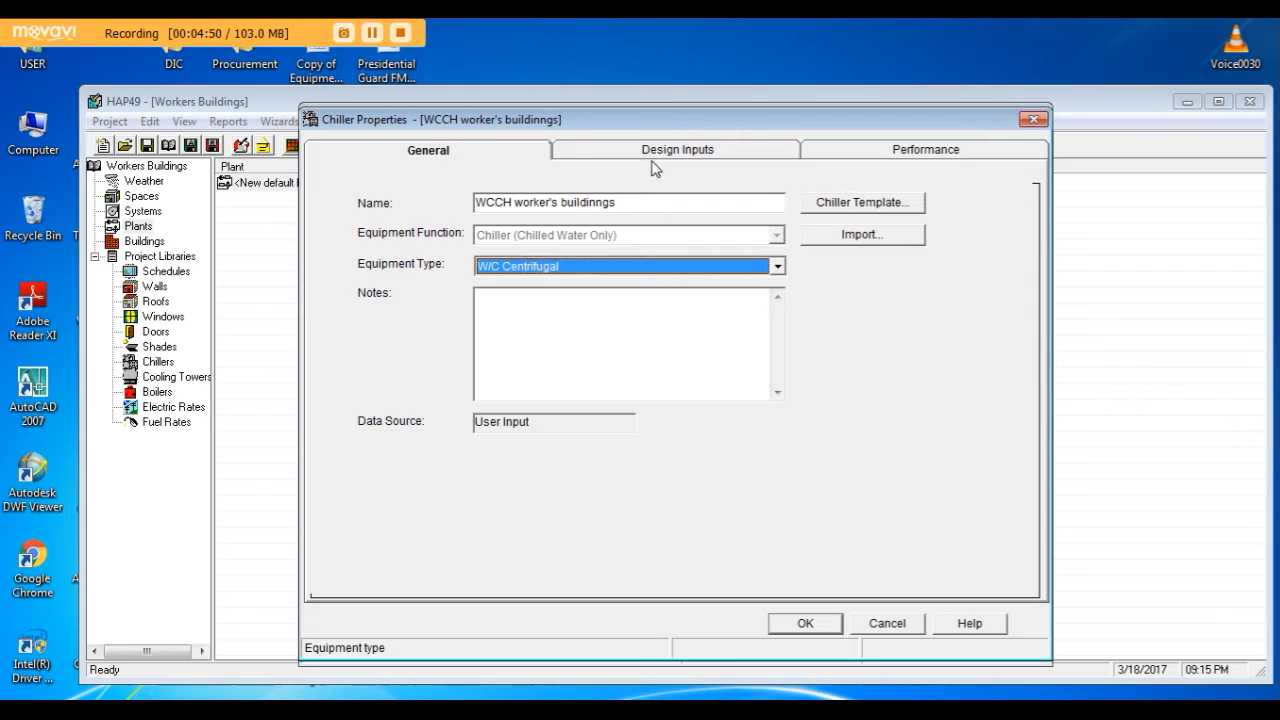 movavi
Recording [00:04:50 / 103.0 MB]
USER
DIC
Procurement
Copy of
Equipme...
Presidential
Guard FM...
Voice0030
Computer
Recycle Bin
Adobe
Reader XI
AutoCAD
2007
Autodesk
DWF Viewer
Google
Chrome
Intel(R)
Driver ...
HAP49 - [Workers Buildings]
Project Edit View Reports Wizards
Workers Buildings
Weather
Spaces
Systems
Plants
Buildings
Project Libraries
Schedules
Walls
Roofs
Windows
Doors
Shades
Chillers
Cooling Towers
Boilers
Electric Rates
Fuel Rates
Plant
<New default
Chiller Properties - [WCCH worker's buildinngs]
General Design Inputs Performance
Name: WCCH worker's buildinngs Chiller Template...
Equipment Function: Chiller (Chilled Water Only) Import...
Equipment Type: W/C Centrifugal
Notes:
Data Source: User Input
OK Cancel Help
Equipment type
Ready 3/18/2017 09:15 PM